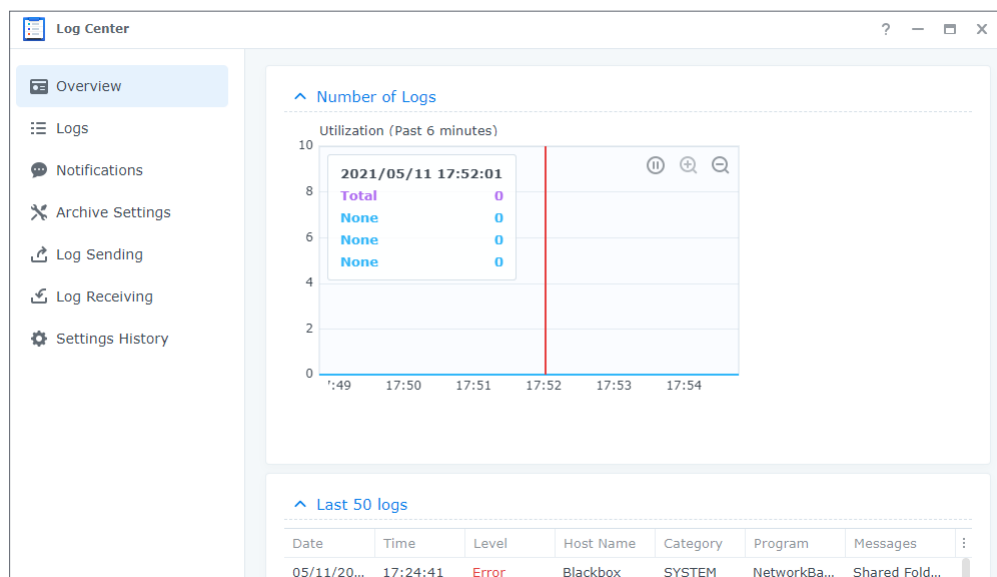 Log Center
?
Overview
Logs
Notifications
Archive Settings
Log Sending
Log Receiving
Settings History
Number of Logs
Utilization (Past 6 minutes)
10
8
6
4
2
0
2021/05/11 17:52:01
Total 0
None 0
None 0
None 0
':49 17:50 17:51 17:52 17:53 17:54
Last 50 logs
Date Time Level Host Name Category Program Messages
05/11/20... 17:24:41 Error Blackbox SYSTEM NetworkBa... Shared Fold...